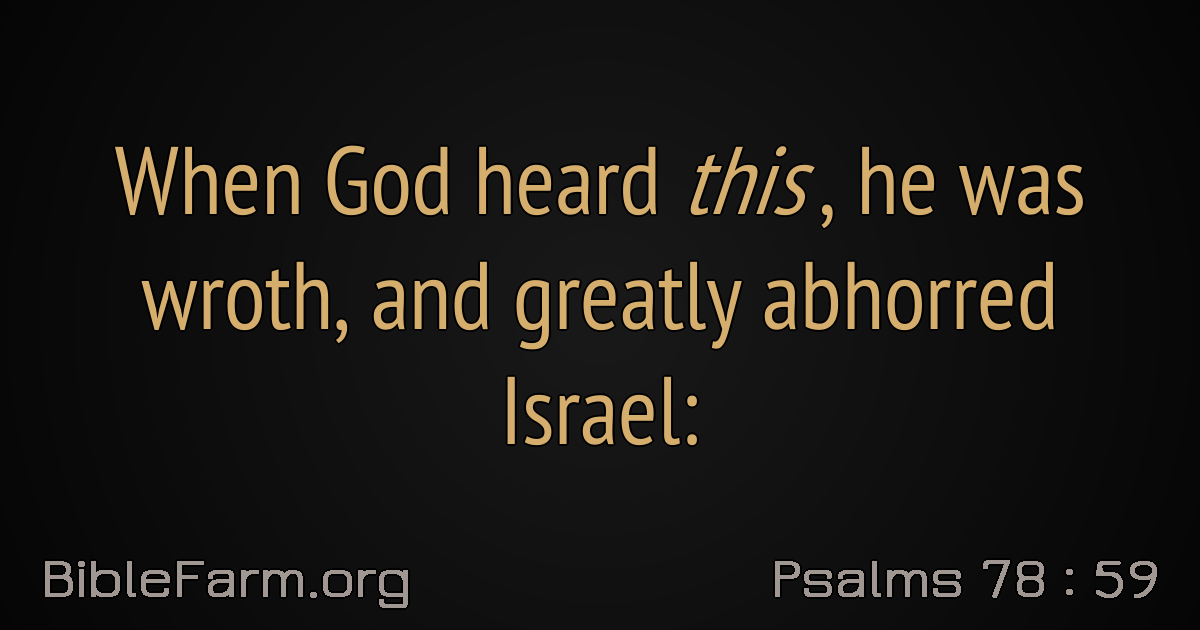 When God heard this, he was
wroth, and greatly abhorred
Israel:
BibleFarm.org
Psalms 78 : 59